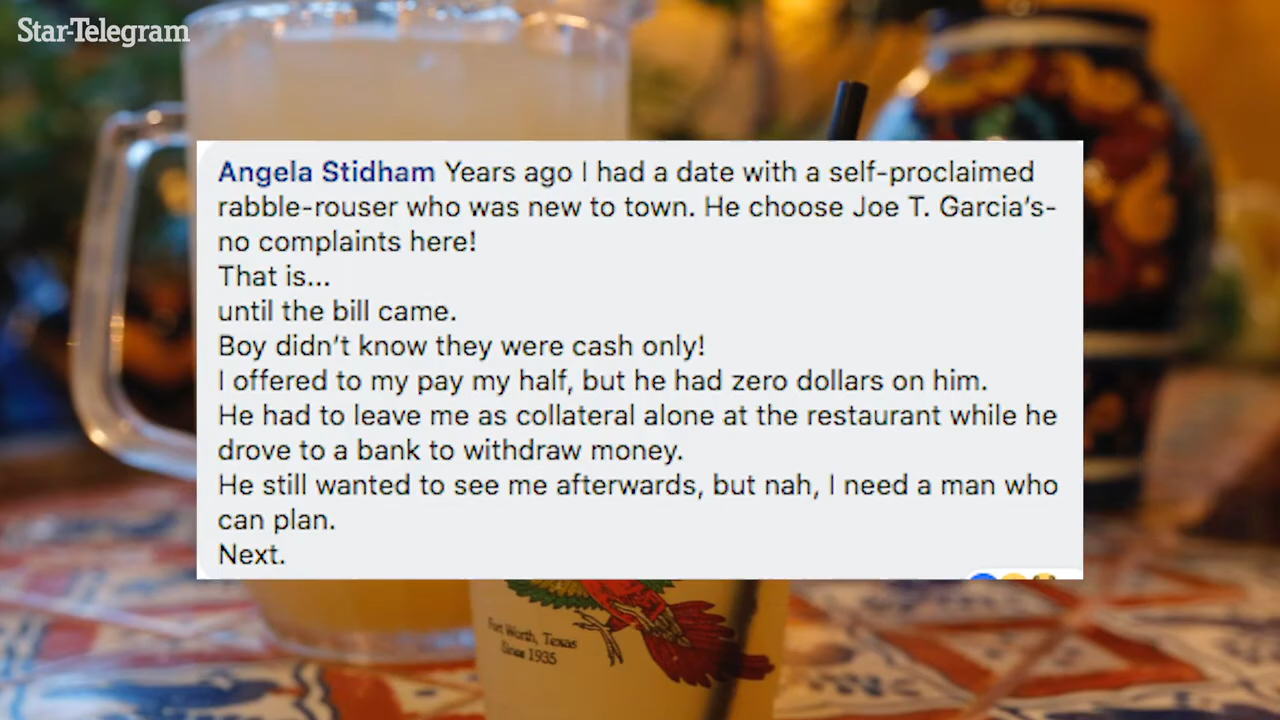 Star-Telegram
Angela Stidham Years ago I had a date with a self-proclaimed
rabble-rouser who was new to town. He choose Joe T. Garcia's-
no complaints here!
That is...
until the bill came.
Boy didn't know they were cash only!
I offered to my pay my half, but he had zero dollars on him.
He had to leave me as collateral alone at the restaurant while he
drove to a bank to withdraw money.
He still wanted to see me afterwards, but nah, I need a man who
can plan.
Next.
Fort Worth, Texas
Since 1935